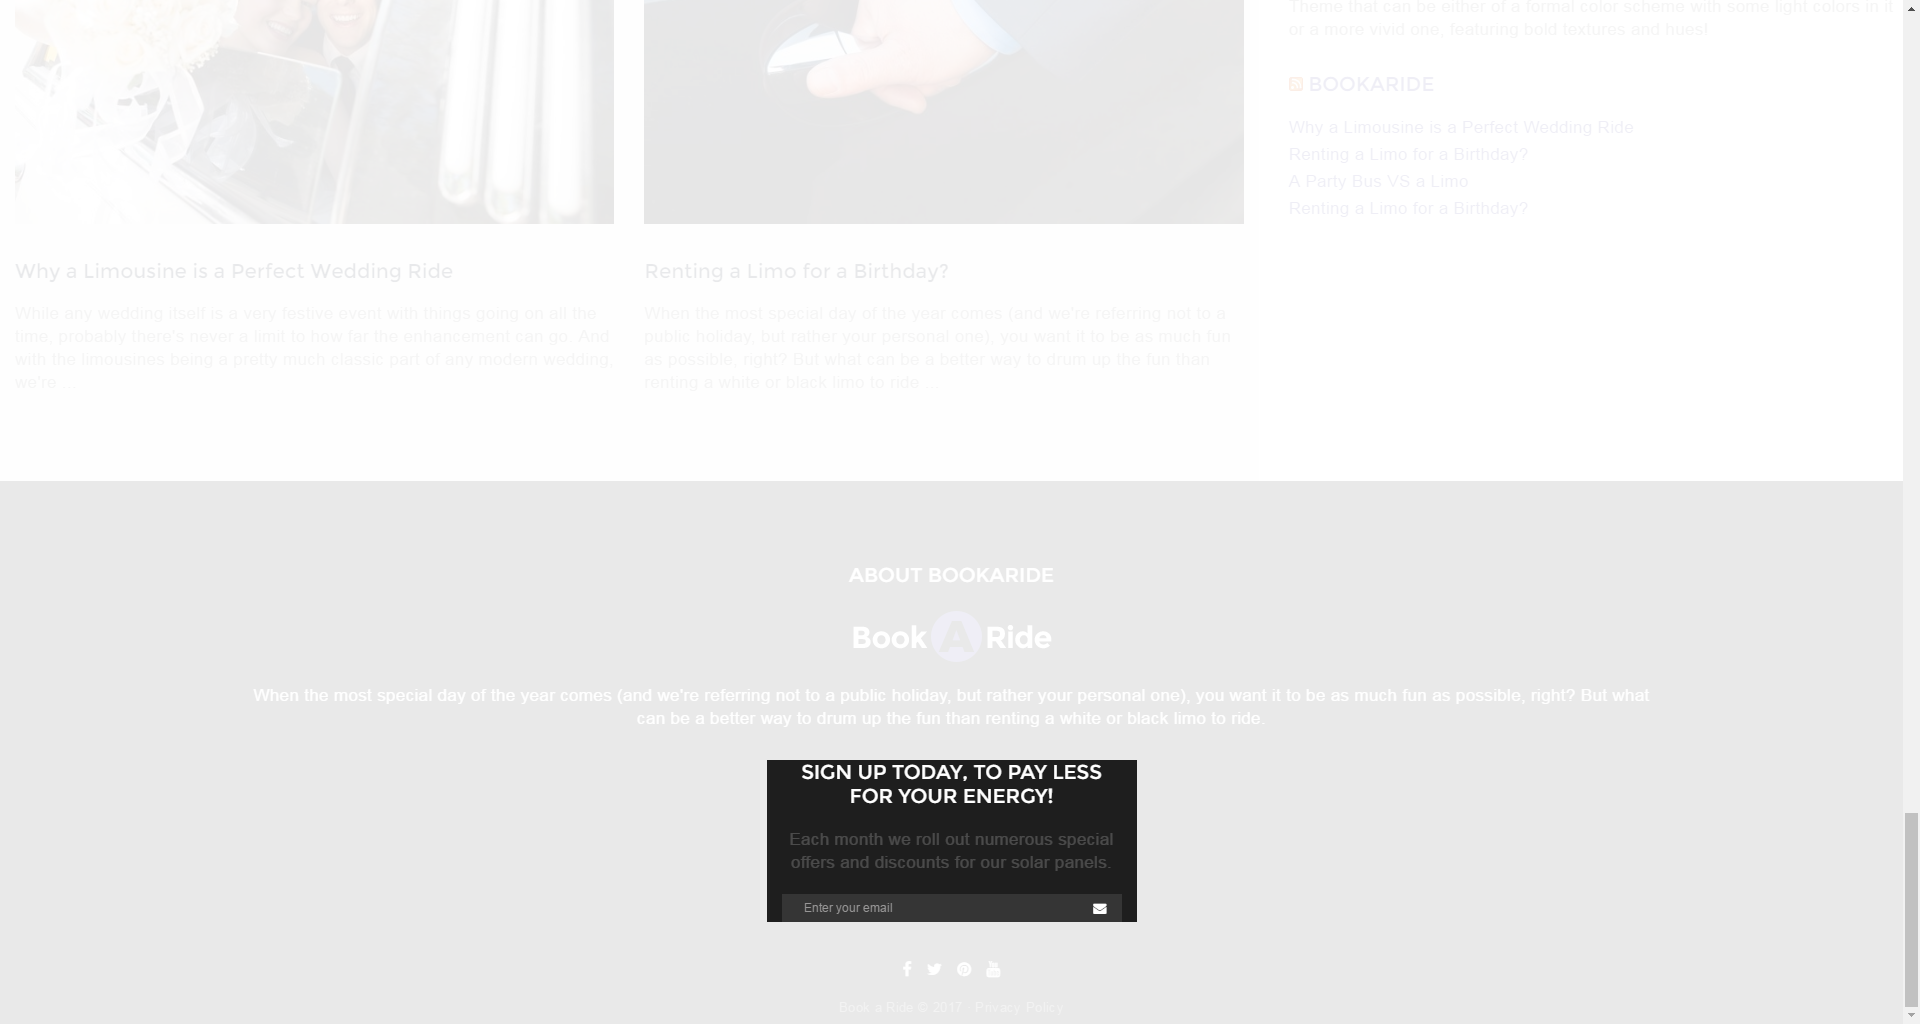 Theme that can be either of a formal color scheme with some light colors in it
or a more vivid one, featuring bold textures and hues!
BOOKARIDE
Why a Limousine is a Perfect Wedding Ride
Renting a Limo for a Birthday?
A Party Bus VS a Limo
Renting a Limo for a Birthday?
Why a Limousine is a Perfect Wedding Ride
While any wedding itself is a very festive event with things going on all the
time, probably there's never a limit to how far the enhancement can go. And
with the limousines being a pretty much classic part of any modern wedding,
we're
Renting a Limo for a Birthday?
When the most special day of the year comes (and we're referring not to a
public holiday, but rather your personal one), you want it to be as much fun
as possible, right? But what can be a better way to drum up the fun than
renting a white or black limo to ride.
ABOUT BOOKARIDE
Book A Ride
When the most special day of the year comes (and we're referring not to a public holiday, but rather your personal one), you want it to be as much fun as possible, right? But what
can be a better way to drum up the fun than renting a white or black limo to ride.
SIGN UP TODAY, TO PAY LESS
FOR YOUR ENERGY!
Each month we roll out numerous special
offers and discounts for our solar panels.
Enter your email
Book a Ride © 2017 Privacy Policy